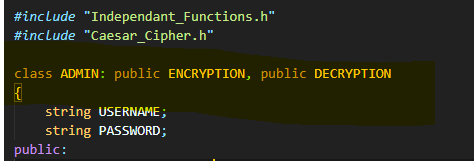 #include "Independant_Functions.h"
#include "Caesar_Cipher.h"
class ADMIN: public ENCRYPTION, public DECRYPTION
{
string USERNAME;
string PASSWORD;
public: